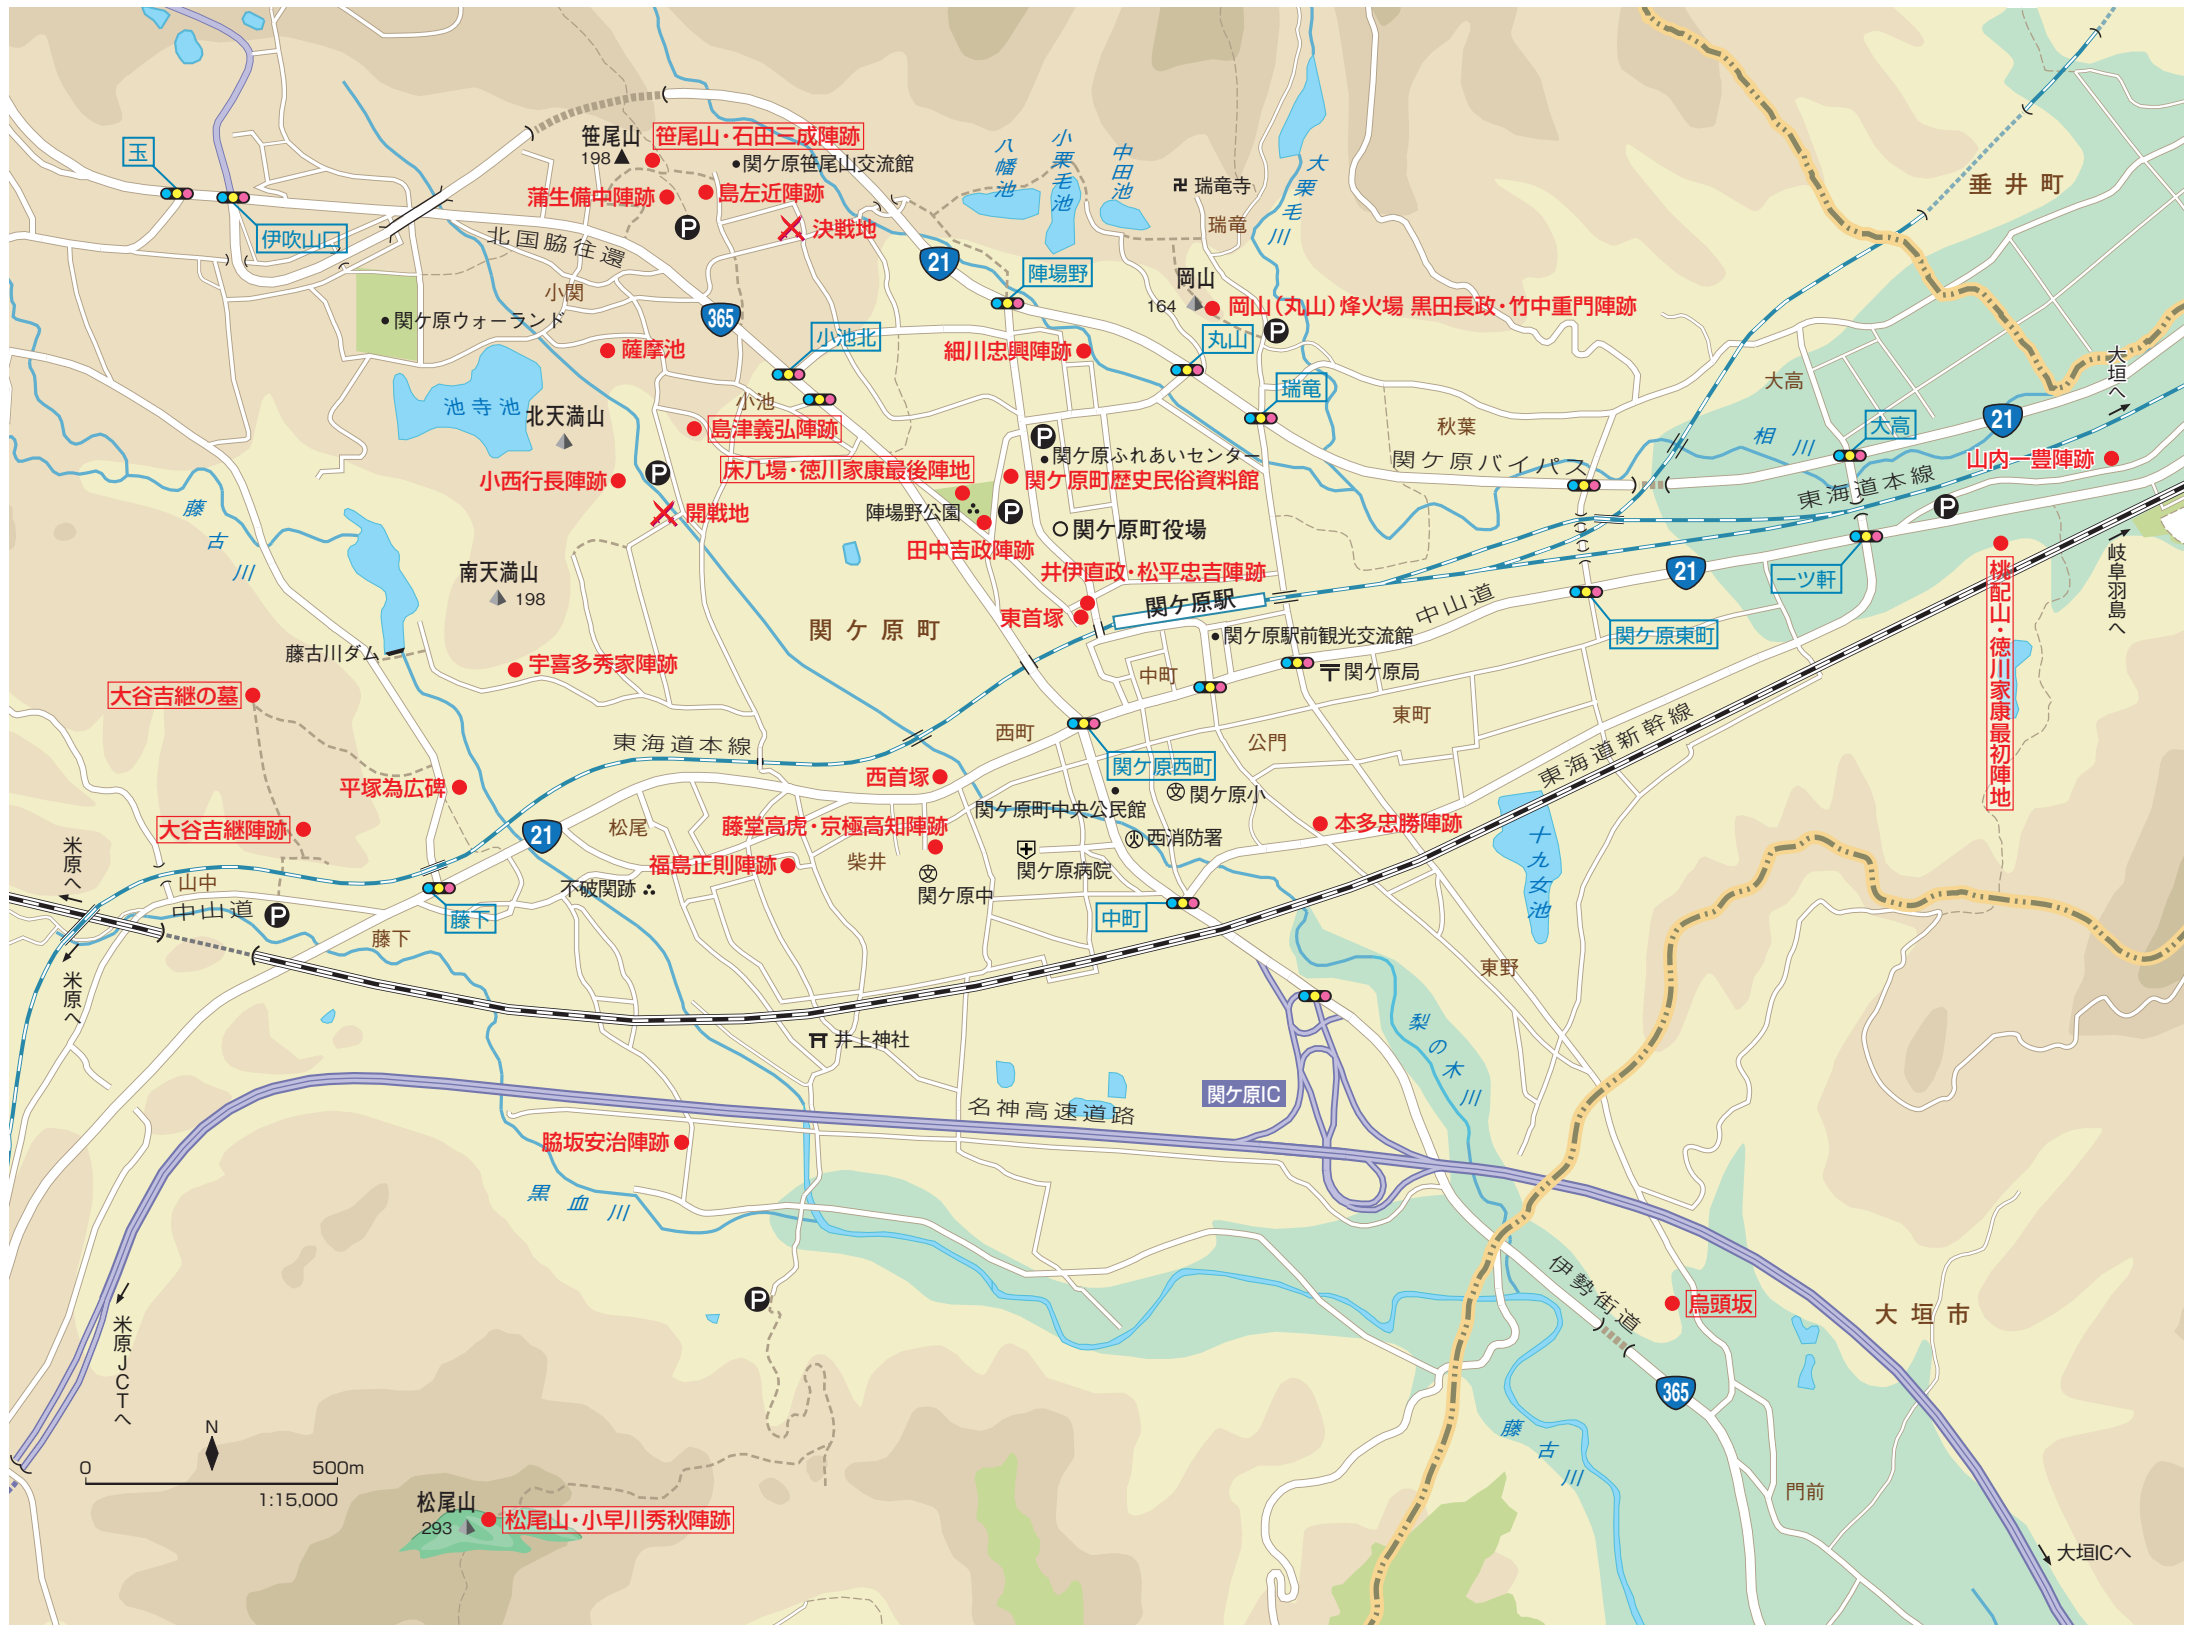 玉
伊吹山口
笹尾山
198
笹尾山・石田三成陣跡
関ケ原笹尾山交流館
蒲生備中陣跡
島左近陣跡
P
決戦地
北国脇往還
小関
365
21
八幡池
小栗毛池
中田池
瑞竜寺
瑞竜
大栗毛川
垂井町
陣場野
岡山
164
岡山(丸山)烽火場 黒田長政・竹中重門陣跡
P
関ケ原ウォーランド
薩摩池
小池北
細川忠興陣跡
丸山
瑞竜
大高
大垣へ
池寺池
北天満山
小池
島津義弘陣跡
秋葉
相川
大高
21
床几場・徳川家康最後陣地
P
関ケ原ふれあいセンター
関ケ原町歴史民俗資料館
関ケ原バイパス
東海道本線
山内一豊陣跡
小西行長陣跡
P
開戦地
陣場野公園
P
田中吉政陣跡
関ケ原町役場
P
藤古川
南天満山
198
井伊直政・松平忠吉陣跡
東首塚
関ケ原駅
中山道
21
一ツ軒
岐阜羽島へ
桃配山・徳川家康最初陣地
関ケ原町
関ケ原駅前観光交流館
関ケ原東町
藤古川ダム
宇喜多秀家陣跡
中町
関ケ原局
大谷吉継の墓
東海道本線
西町
東町
公門
東海道新幹線
平塚為広碑
西首塚
関ケ原西町
関ケ原町中央公民館
文
関ケ原小
大谷吉継陣跡
21
松尾
藤堂高虎・京極高知陣跡
西消防署
本多忠勝陣跡
十九女池
米原へ
福島正則陣跡
柴井
関ケ原病院
山中
中山道
P
不破関跡
文
関ケ原中
藤下
藤下
中町
米原へ
東野
井上神社
梨の木川
関ケ原IC
名神高速道路
脇坂安治陣跡
黒血川
P
伊勢街道
烏頭坂
大垣市
365
米原JCTへ
藤古川
N
0
500m
1:15,000
松尾山
293
松尾山・小早川秀秋陣跡
門前
大垣ICへ